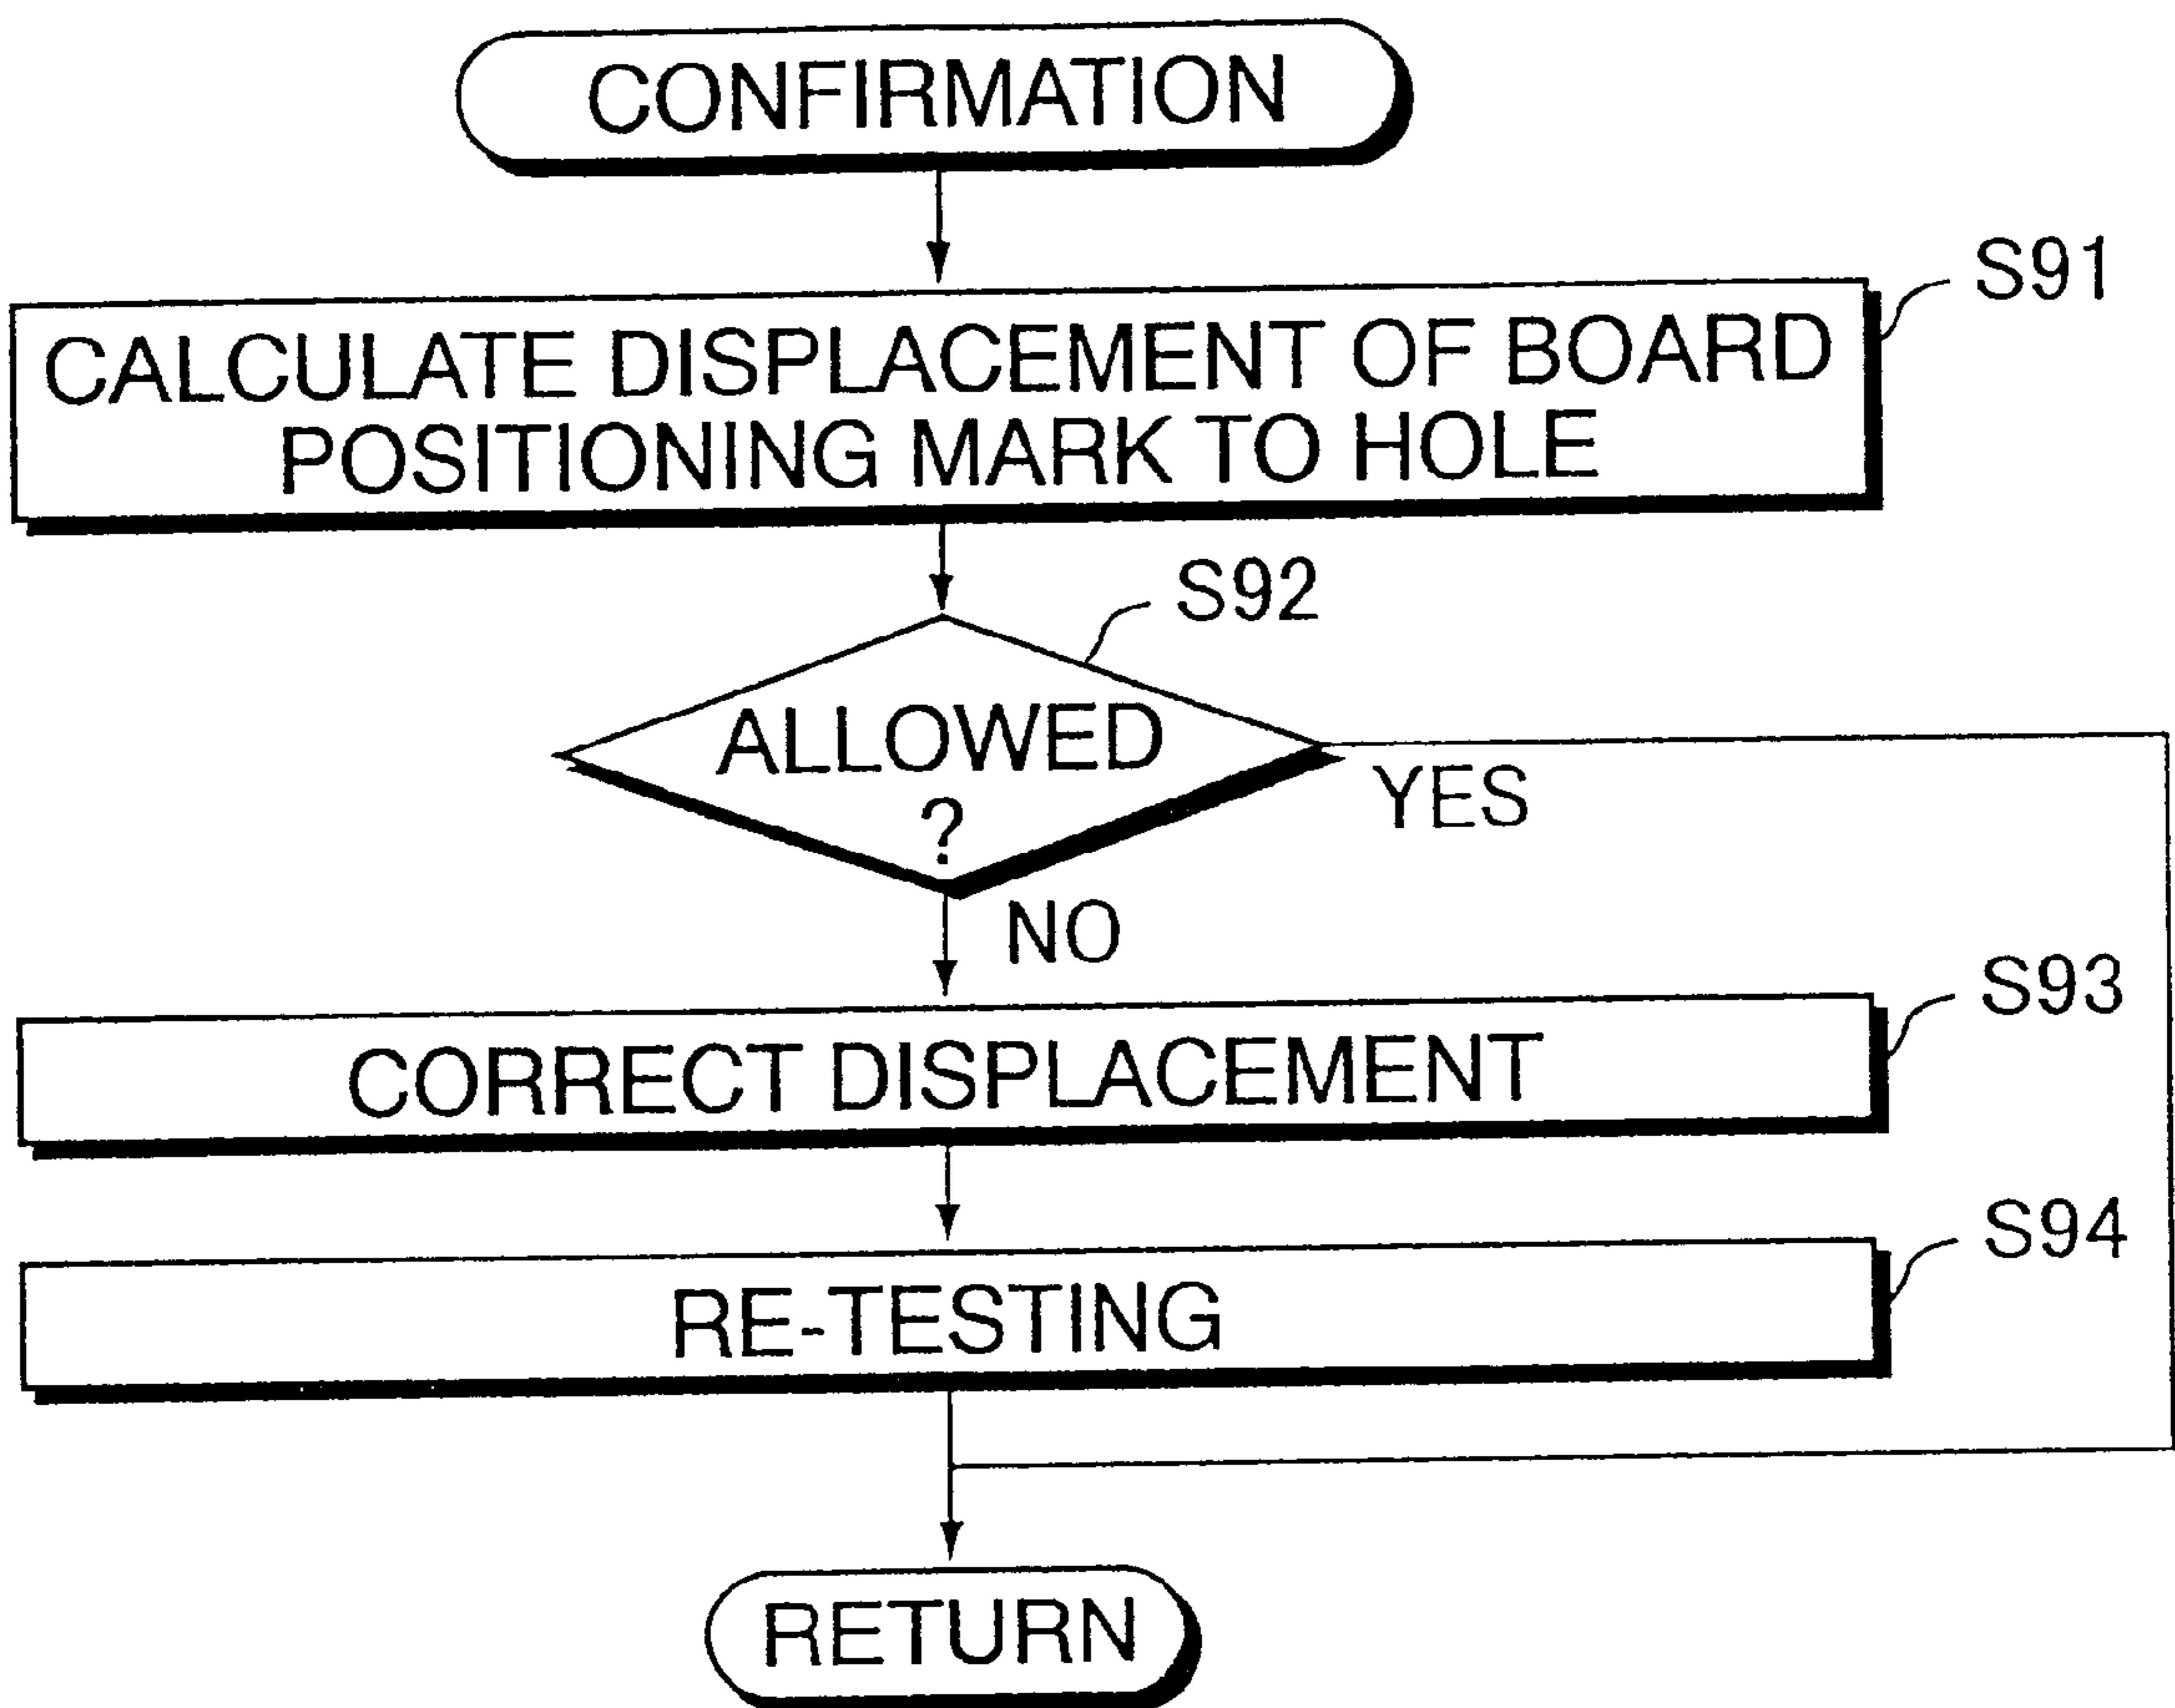 CONFIRMATION
S91
CALCULATE DISPLACEMENT OF BOARD
POSITIONING MARK TO HOLE
S92
ALLOWED
?
YES
NO
S93
CORRECT DISPLACEMENT
S94
RE-TESTING
RETURN